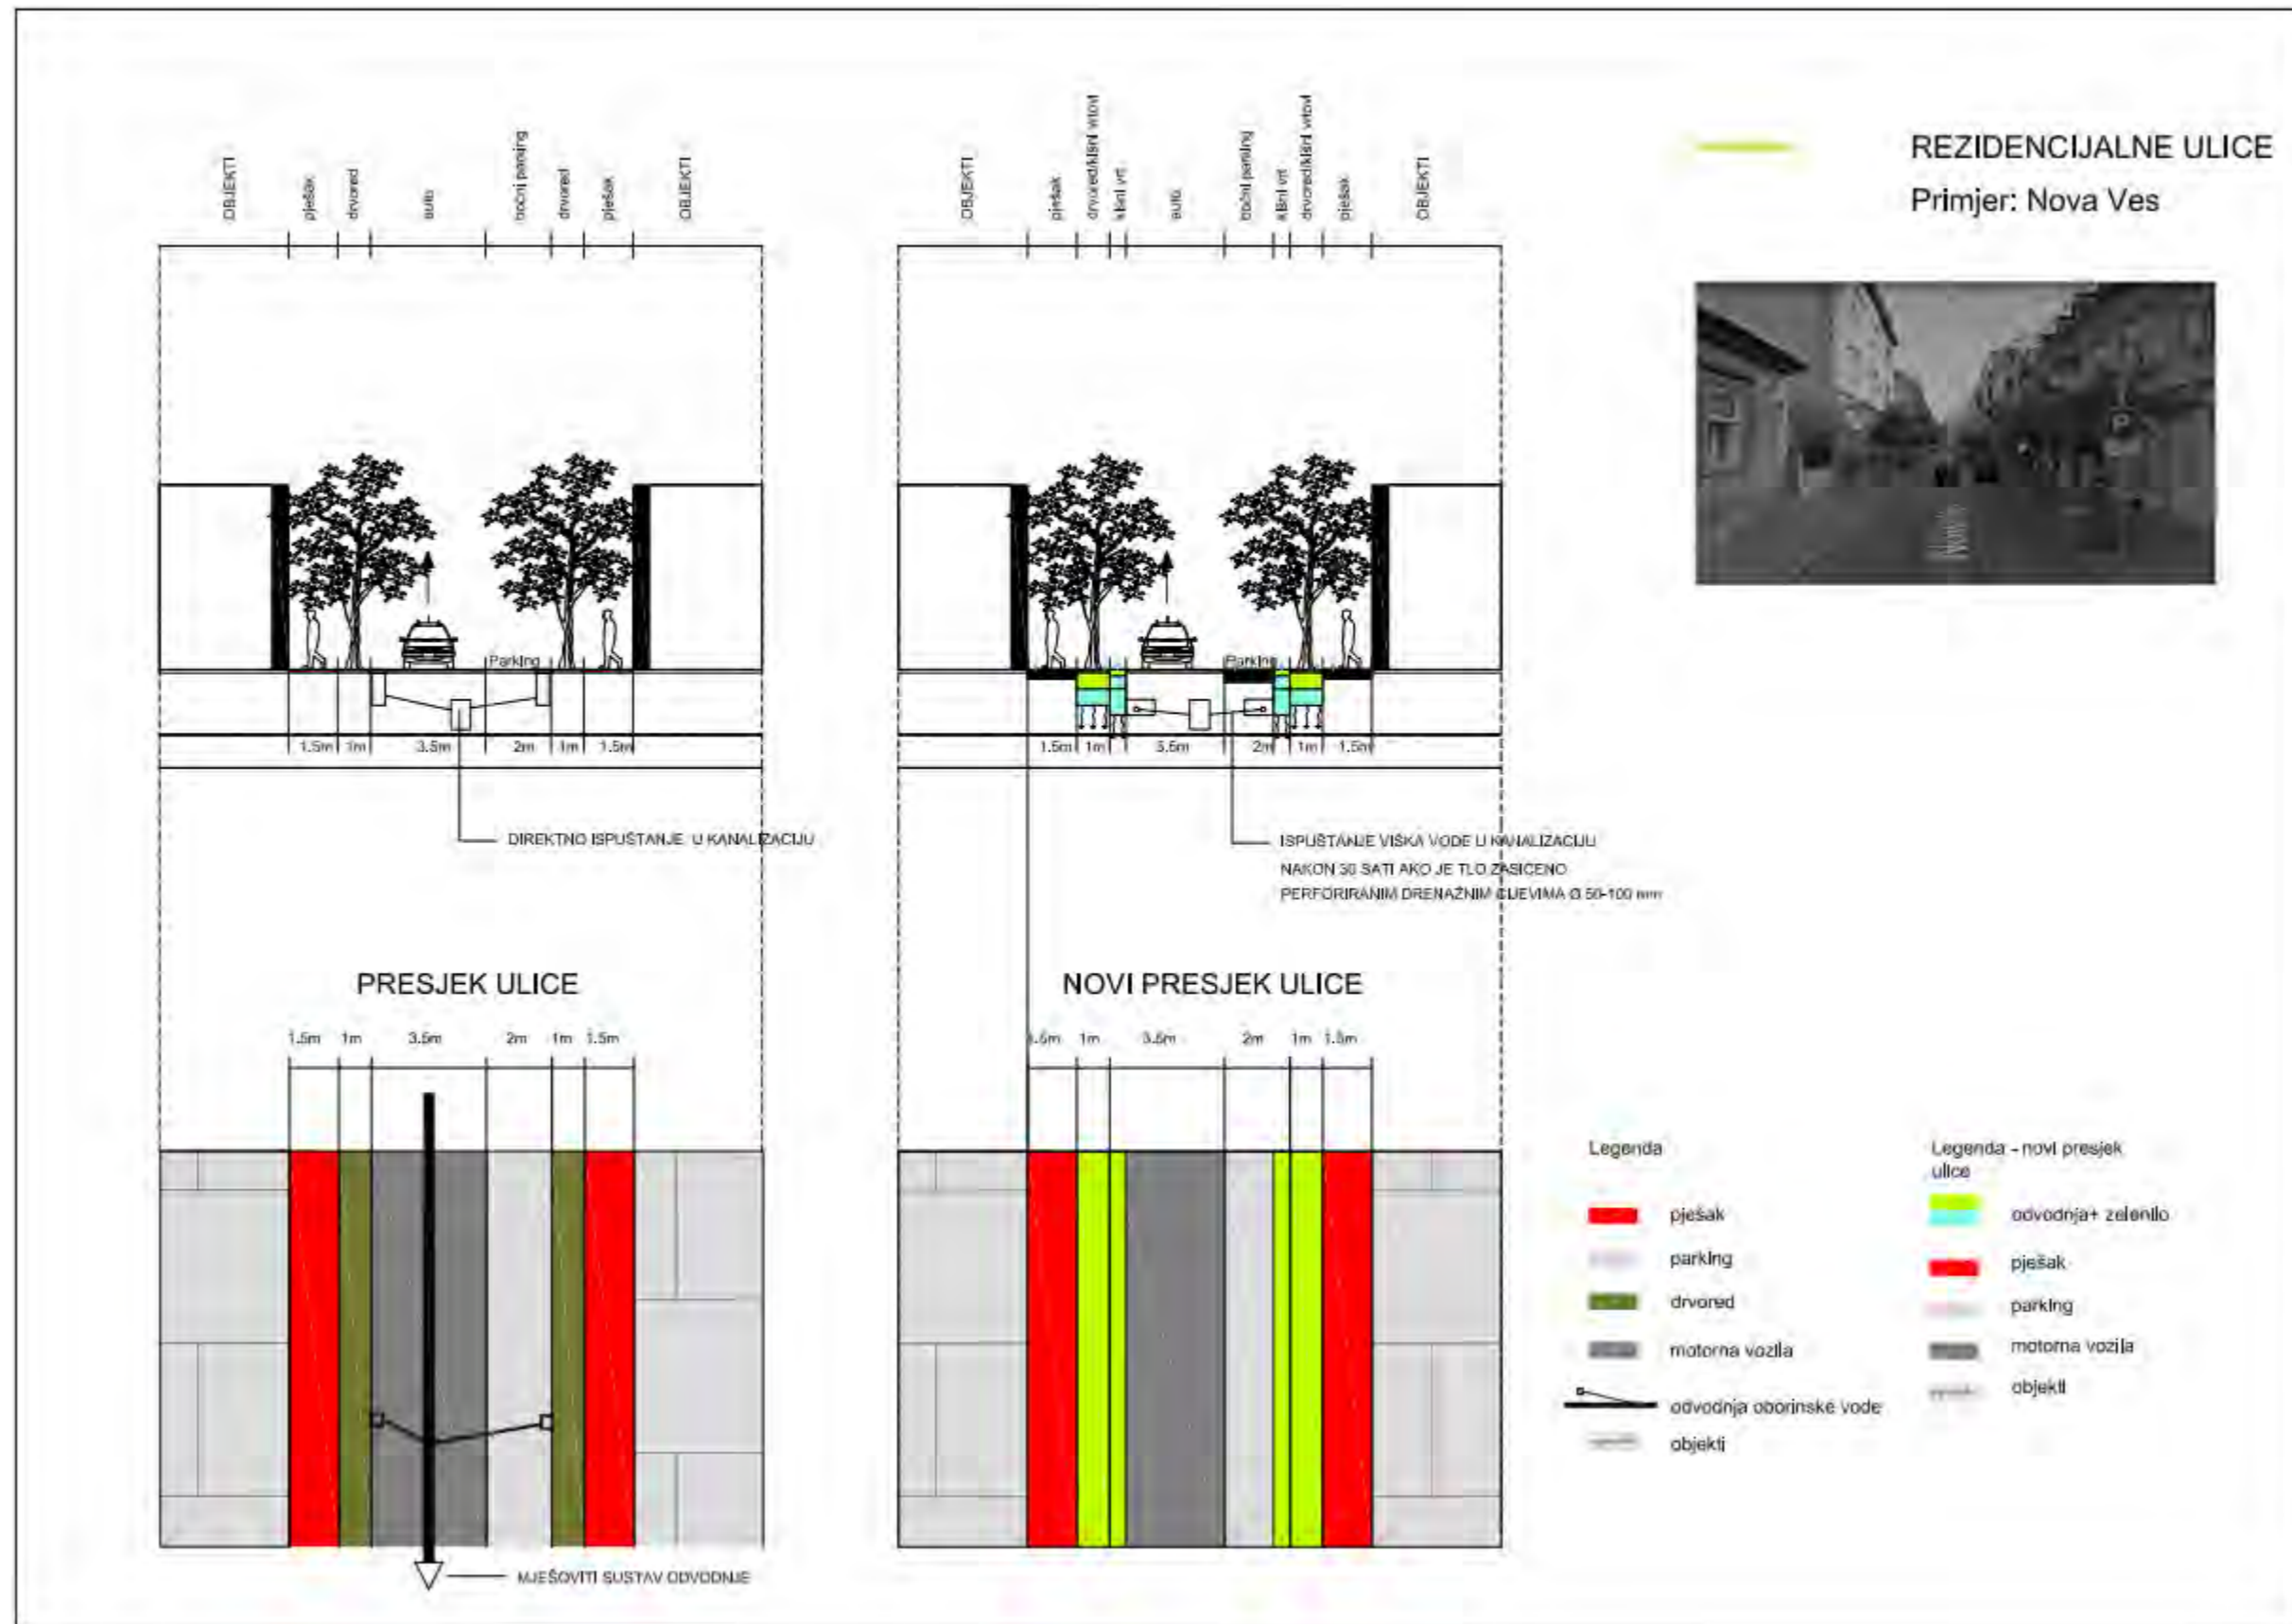 OBJEKTI
pješak
drvored
auto
bočni parking
drvored
pješak
OBJEKTI
OBJEKTI
pješak
drvored/kišni vrtovi
kišni vrt
auto
bočni parking
kišni vrt
drvored/kišni vrtovi
pješak
OBJEKTI
REZIDENCIJALNE ULICE
Primjer: Nova Ves
Parking
1.5m 1m 3.5m 2m 1m 1.5m
DIREKTNO ISPUŠTANJE U KANALIZACIJU
Parking
1.5m 1m 3.5m 2m 1m 1.5m
ISPUŠTANJE VIŠKA VODE U KANALIZACIJU
NAKON SATI AKO JE TLO ZASIĆENO
PERFORIRANIM DRENAŽNIM CIJEVIMA Ø 50-100 mm
PRESJEK ULICE
1.5m 1m 3.5m 2m 1m 1.5m
MJEŠOVITI SUSTAV ODVODNJE
NOVI PRESJEK ULICE
1.5m 1m 3.5m 2m 1m 1.5m
Legenda
pješak
parking
drvored
motorna vozila
odvodnja oborinske vode
objekti
Legenda - novi presjek
ulice
odvodnja+ zelenilo
pješak
parking
motorna vozila
objekti